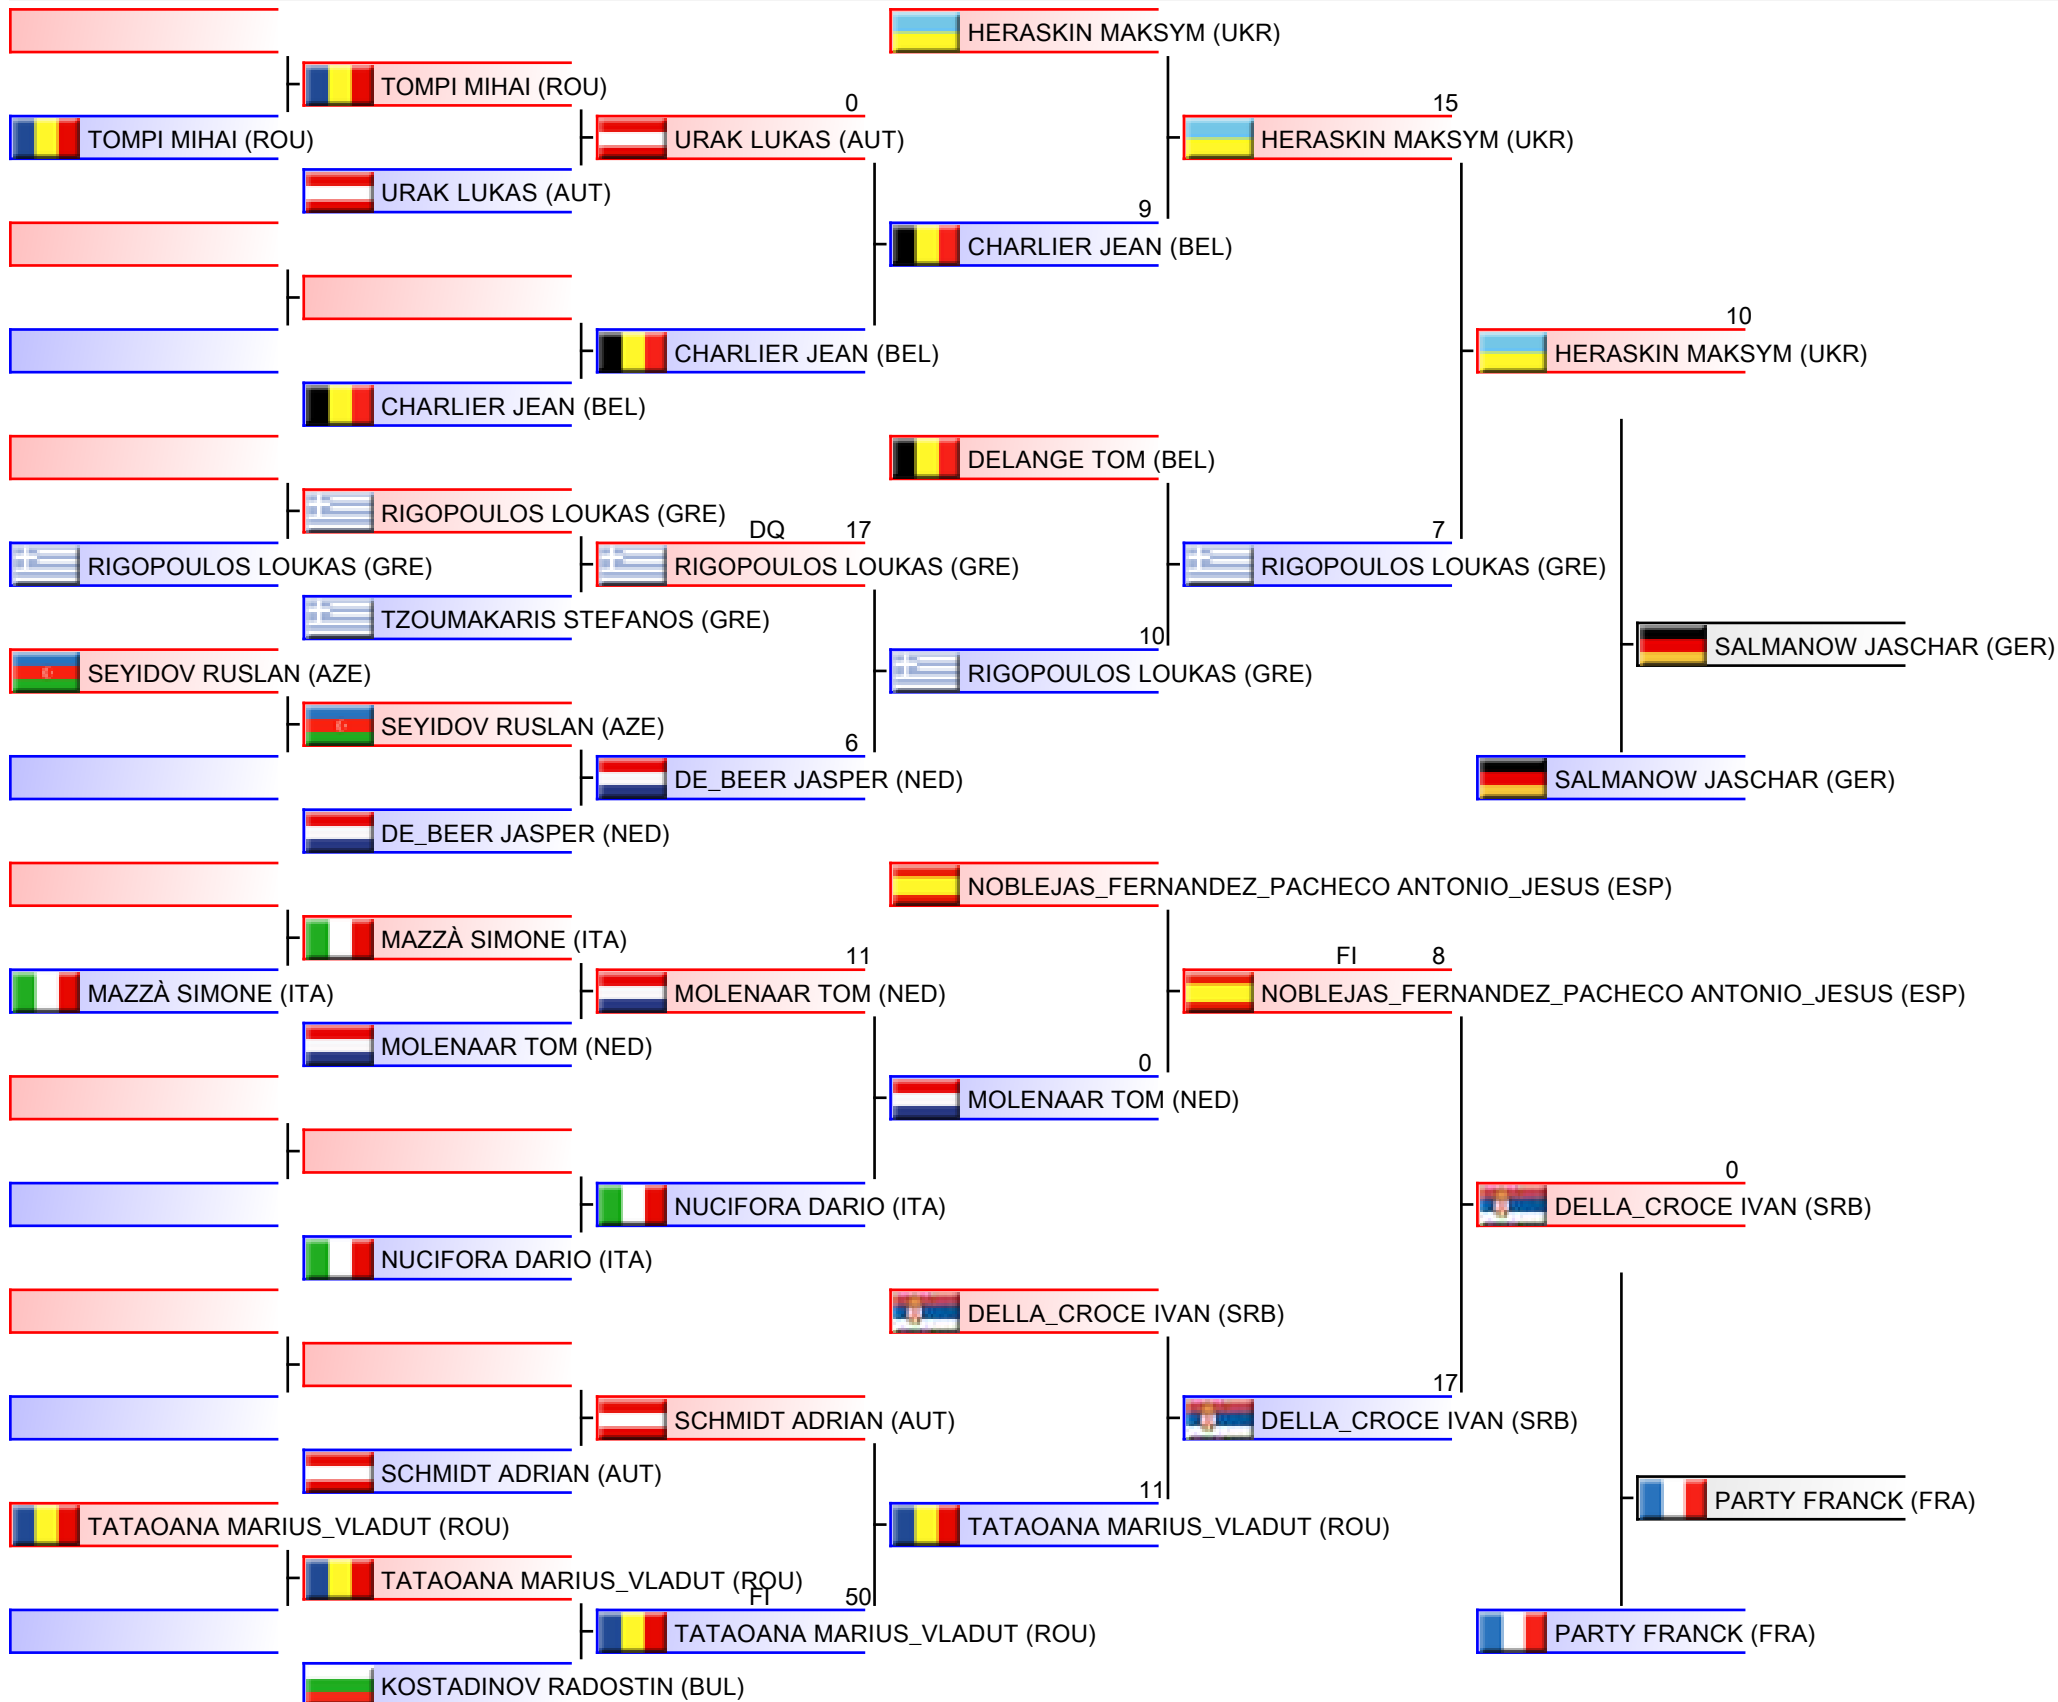 HERASKIN MAKSYM (UKR)
TOMPI MIHAI (ROU)
0
15
TOMPI MIHAI (ROU)
URAK LUKAS (AUT)
HERASKIN MAKSYM (UKR)
URAK LUKAS (AUT)
9
CHARLIER JEAN (BEL)
10
CHARLIER JEAN (BEL)
HERASKIN MAKSYM (UKR)
CHARLIER JEAN (BEL)
DELANGE TOM (BEL)
RIGOPOULOS LOUKAS (GRE)
DQ 17
7
RIGOPOULOS LOUKAS (GRE)
RIGOPOULOS LOUKAS (GRE)
RIGOPOULOS LOUKAS (GRE)
TZOUMAKARIS STEFANOS (GRE)
10
SALMANOW JASCHAR (GER)
SEYIDOV RUSLAN (AZE)
RIGOPOULOS LOUKAS (GRE)
SEYIDOV RUSLAN (AZE)
6
DE_BEER JASPER (NED)
SALMANOW JASCHAR (GER)
DE_BEER JASPER (NED)
NOBLEJAS_FERNANDEZ_PACHECO ANTONIO_JESUS (ESP)
MAZZÀ SIMONE (ITA)
11
FI 8
MAZZÀ SIMONE (ITA)
MOLENAAR TOM (NED)
NOBLEJAS_FERNANDEZ_PACHECO ANTONIO_JESUS (ESP)
MOLENAAR TOM (NED)
0
MOLENAAR TOM (NED)
0
NUCIFORA DARIO (ITA)
DELLA_CROCE IVAN (SRB)
NUCIFORA DARIO (ITA)
DELLA_CROCE IVAN (SRB)
17
SCHMIDT ADRIAN (AUT)
DELLA_CROCE IVAN (SRB)
SCHMIDT ADRIAN (AUT)
11
PARTY FRANCK (FRA)
TATAOANA MARIUS_VLADUT (ROU)
TATAOANA MARIUS_VLADUT (ROU)
TATAOANA MARIUS_VLADUT (ROU)
FI 50
TATAOANA MARIUS_VLADUT (ROU)
PARTY FRANCK (FRA)
KOSTADINOV RADOSTIN (BUL)